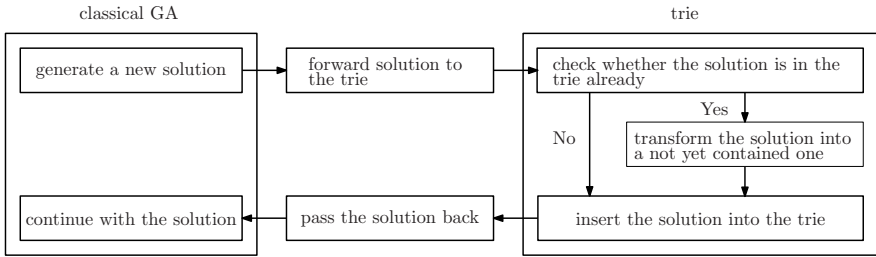 classical GA
trie
generate a new solution
forward solution to
the trie
check whether the solution is in the
trie already
Yes
No
transform the solution into
a not yet contained one
continue with the solution
pass the solution back
insert the solution into the trie